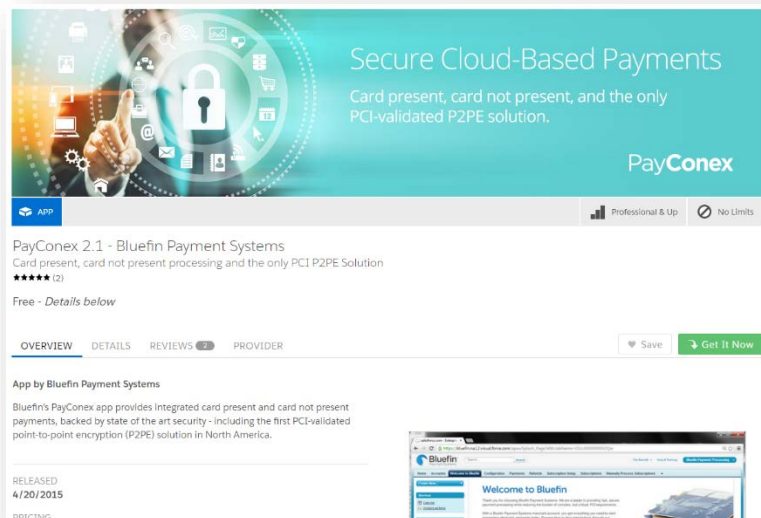 Secure Cloud-Based Payments
Card present, card not present, and the only
PCI-validated P2PE solution.
PayConex
APP
Professional & Up
No Limits
PayConex 2.1 - Bluefin Payment Systems
Card present, card not present processing and the only PCI P2PE Solution
★★★★★ (2)
Free - Details below
OVERVIEW DETAILS REVIEWS 2 PROVIDER
Save
Get It Now
App by Bluefin Payment Systems
Bluefin's PayConex app provides integrated card present and card not present
payments, backed by state of the art security - including the first PCI-validated
point-to-point encryption (P2PE) solution in North America.
RELEASED
4/20/2015
PRICING
Bluefin
Welcome to Bluefin